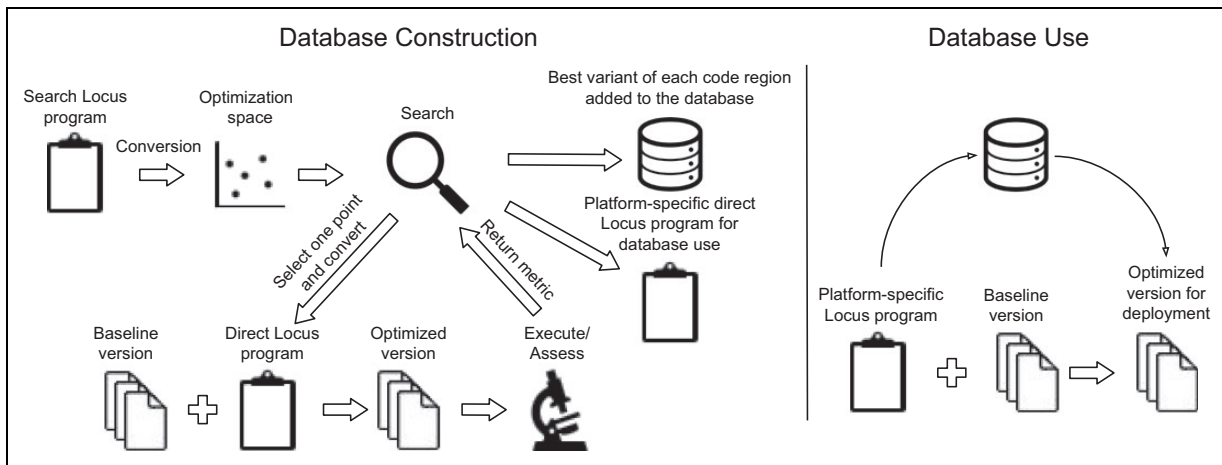 Database Construction
Search Locus
program
Conversion
Optimization
space
Search
Best variant of each code region
added to the database
Platform-specific direct
Locus program for
database use
Select one point
and convert
Return metric
Baseline
version
Direct Locus
program
Optimized
version
Execute/
Assess
Database Use
Platform-specific
Locus program
Baseline
version
Optimized
version for
deployment